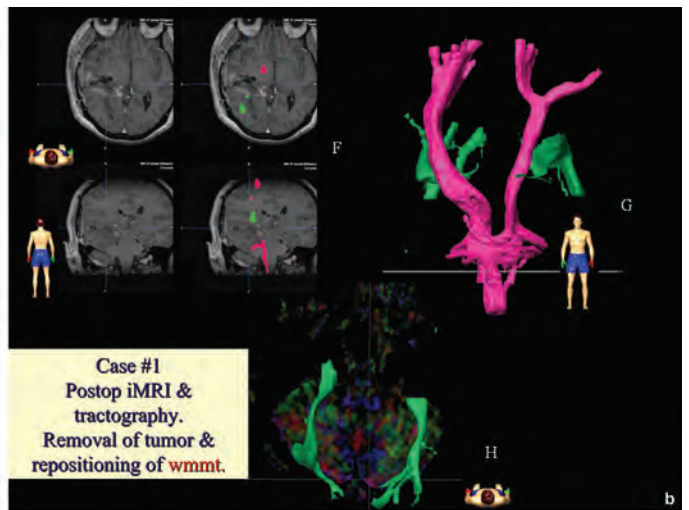 F
G
Case #1
Postop iMRI &
tractography.
Removal of tumor &
repositioning of wmmt.
H
b